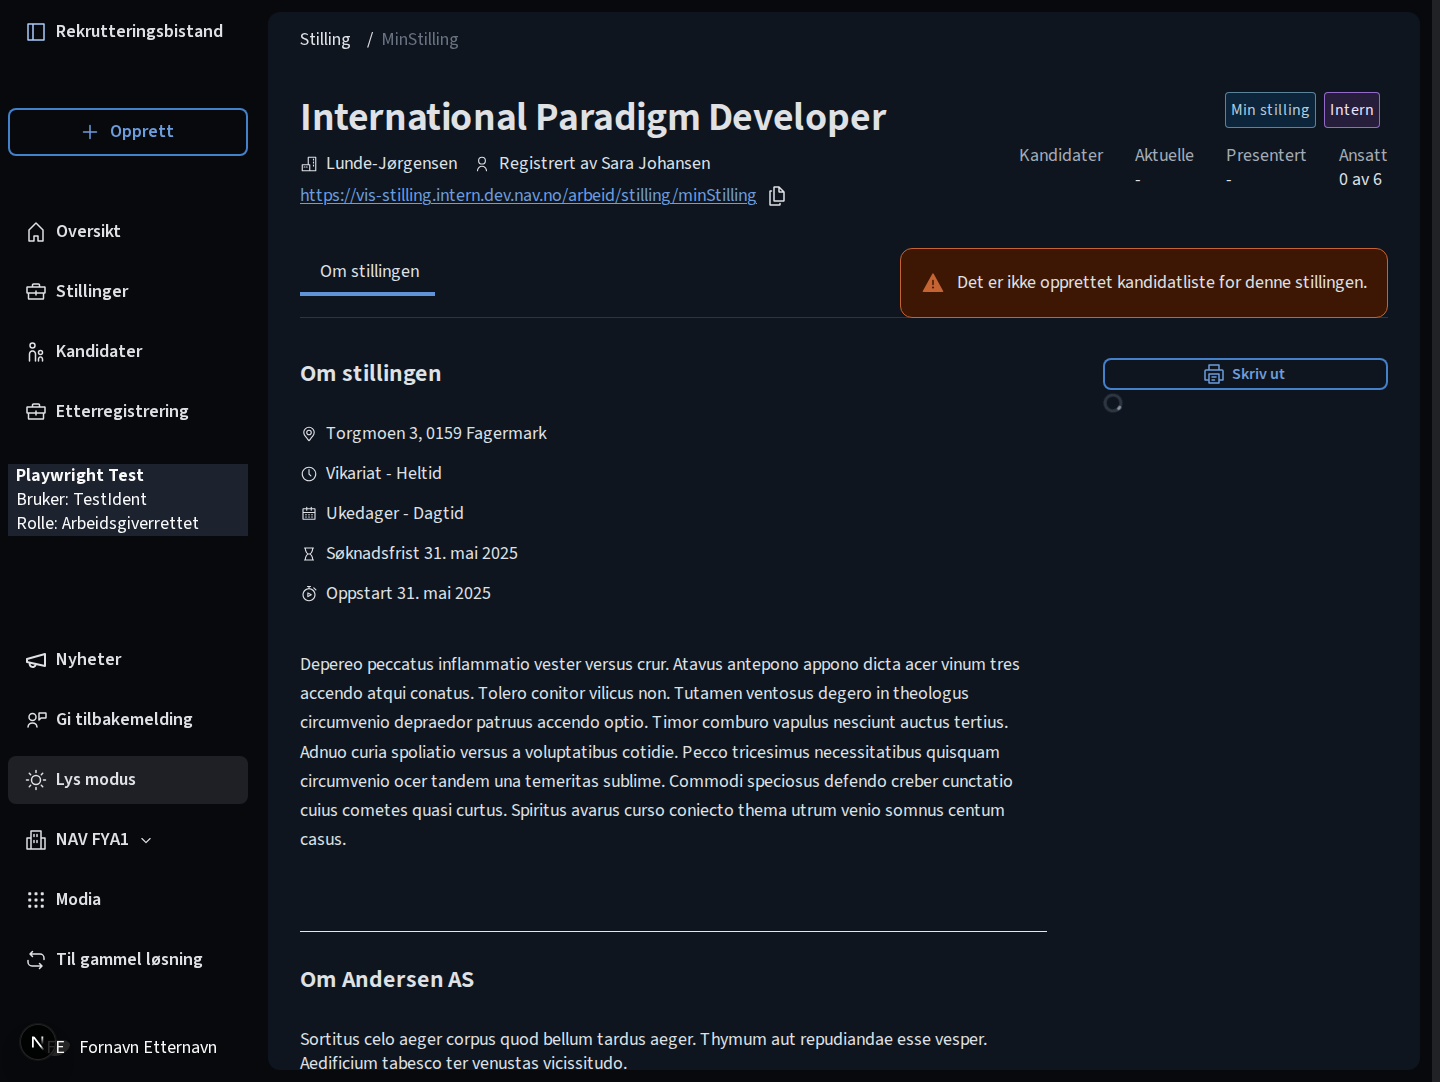 Rekrutteringsbistand
Opprett
Oversikt
Stillinger
Kandidater
Etterregistrering
Playwright Test
Bruker: TestIdent
Rolle: Arbeidsgiverrettet
Nyheter
Gi tilbakemelding
Lys modus
NAV FYA1
Modia
Til gammel løsning
N
E
Fornavn Etternavn
Stilling / MinStilling
International Paradigm Developer
Min stilling
Intern
Lunde-Jørgensen
Registrert av Sara Johansen
https://vis-stilling.intern.dev.nav.no/arbeid/stilling/minStilling
Kandidater Aktuelle Presentert Ansatt
- - 0 av 6
Om stillingen
Det er ikke opprettet kandidatliste for denne stillingen.
Om stillingen
Skriv ut
Torgmoen 3, 0159 Fagermark
Vikariat - Heltid
Ukedager - Dagtid
Søknadsfrist 31. mai 2025
Oppstart 31. mai 2025
Depereo peccatus inflammatio vester versus crur. Atavus antepono appono dicta acer vinum tres
accendo atqui conatus. Tolero conitor vilicus non. Tutamen ventosus degero in theologus
circumvenio depraedor patruus accendo optio. Timor comburo vapulus nesciunt auctus tertius.
Adnuo curia spoliatio versus a voluptatibus cotidie. Pecco tricesimus necessitatibus quisquam
circumvenio ocer tandem una temeritas sublime. Commodi speciosus defendo creber cunctatio
cuius cometes quasi curtus. Spiritus avarus curso coniecto thema utrum venio somnus centum
casus.
Om Andersen AS
Sortitus celo aeger corpus quod bellum tardus aeger. Thymum aut repudiandae esse vesper.
Aedificium tabesco ter venustas vicissitudo.